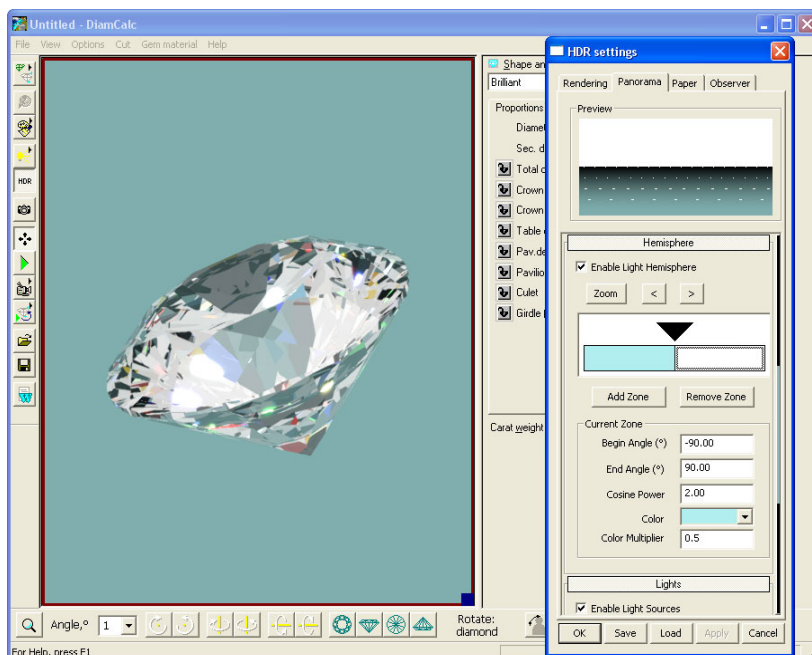 Untitled - DiamCalc
File View Options Cut Gem material Help
HDR
Shape an
Brilliant
Proportions
Diamet
Sec. d
Total d
Crown
Crown
Table
Pav.de
Pavilio
Culet
Girdle
Carat weight
HDR settings
Rendering Panorama Paper Observer
Preview
Hemisphere
Enable Light Hemisphere
Zoom < >
Add Zone Remove Zone
Current Zone
Begin Angle (°) -90.00
End Angle (°) 90.00
Cosine Power 2.00
Color
Color Multiplier 0.5
Lights
Enable Light Sources
OK Save Load Apply Cancel
Angle,° 1
Rotate:
diamond
For Help, press F1